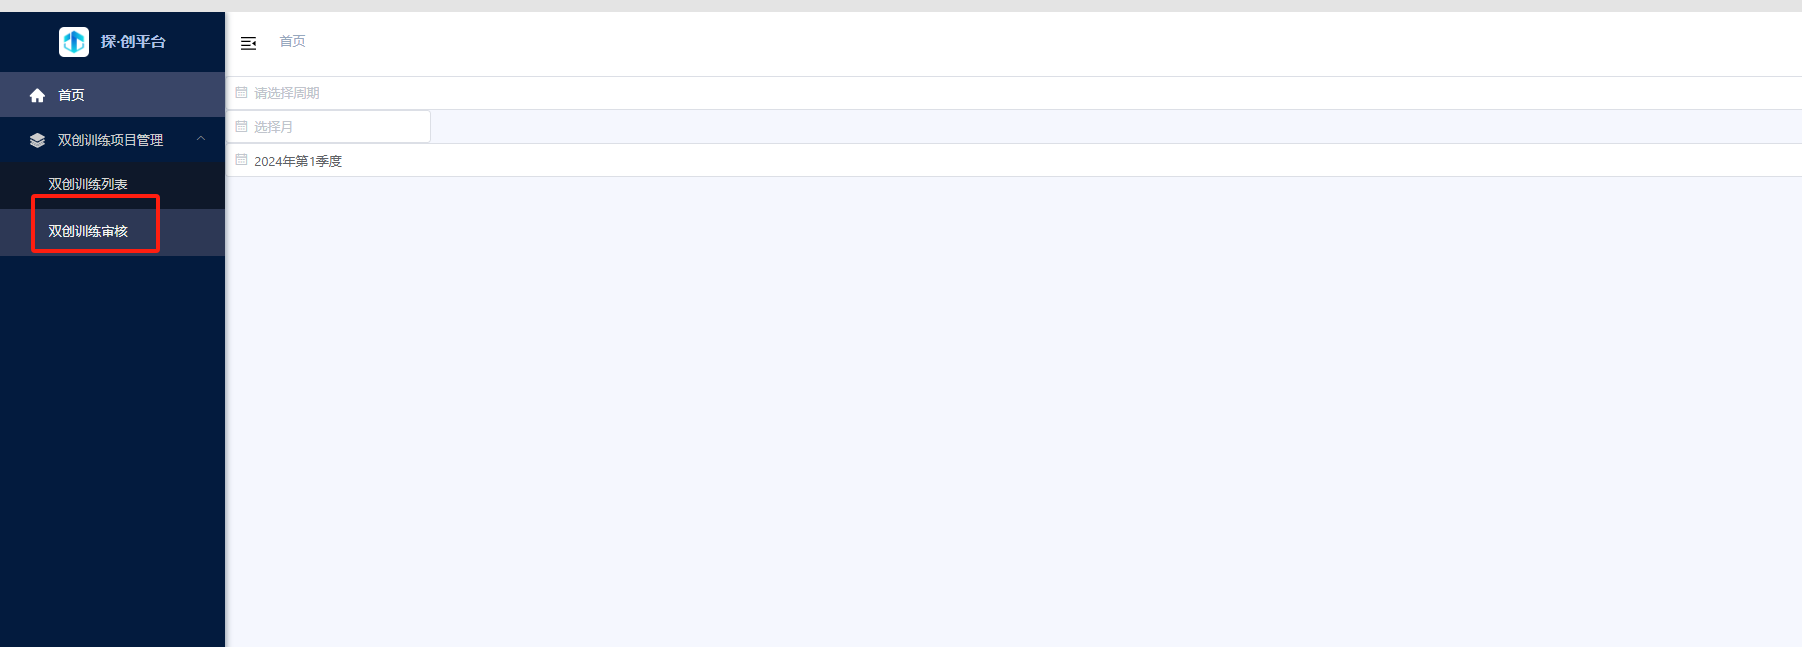 探·创平台
首页
双创训练项目管理
双创训练列表
双创训练审核
首页
请选择周期
选择月
2024年第1季度